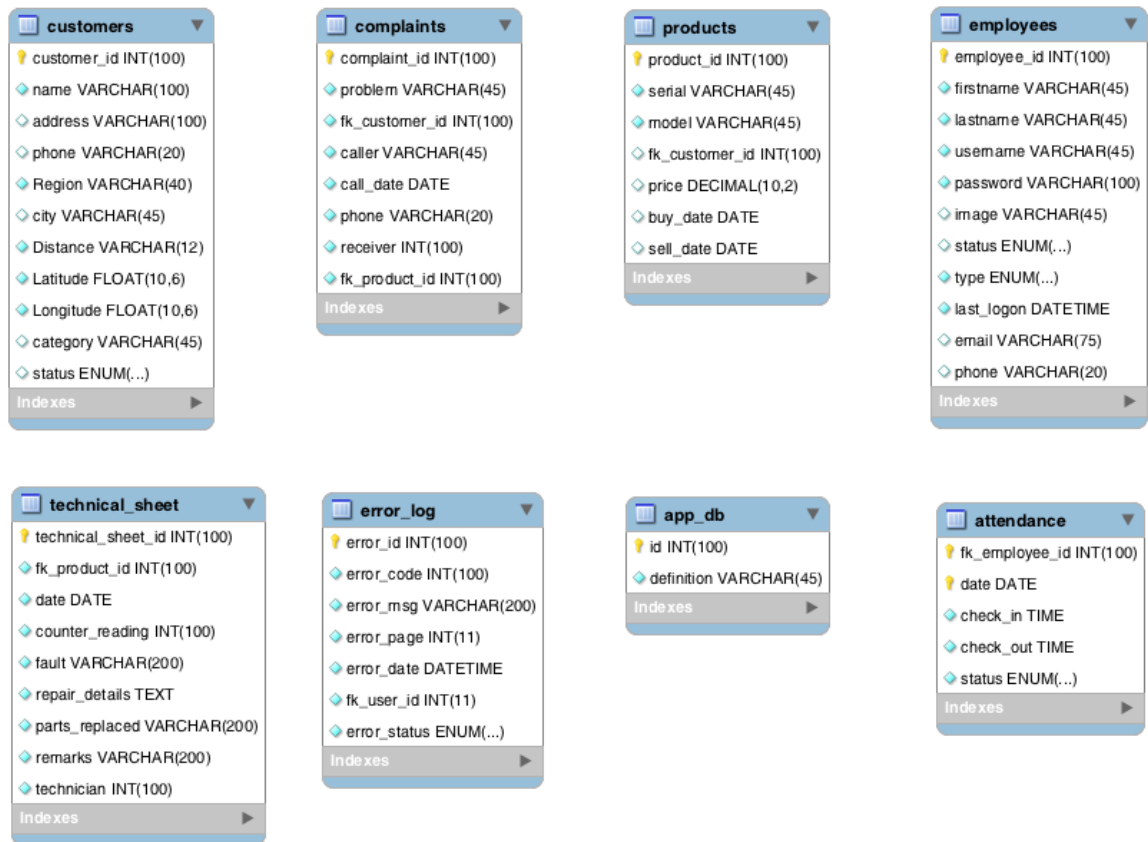 customers
customer_id INT(100)
name VARCHAR(100)
address VARCHAR(100)
phone VARCHAR(20)
Region VARCHAR(40)
city VARCHAR(45)
Distance VARCHAR(12)
Latitude FLOAT(10,6)
Longitude FLOAT(10,6)
category VARCHAR(45)
status ENUM(...)
Indexes
complaints
complaint_id INT(100)
problem VARCHAR(45)
fk_customer_id INT(100)
caller VARCHAR(45)
call_date DATE
phone VARCHAR(20)
receiver INT(100)
fk_product_id INT(100)
Indexes
products
product_id INT(100)
serial VARCHAR(45)
model VARCHAR(45)
fk_customer_id INT(100)
price DECIMAL(10,2)
buy_date DATE
sell_date DATE
Indexes
employees
employee_id INT(100)
firstname VARCHAR(45)
lastname VARCHAR(45)
username VARCHAR(45)
password VARCHAR(100)
image VARCHAR(45)
status ENUM(...)
type ENUM(...)
last_logon DATETIME
email VARCHAR(75)
phone VARCHAR(20)
Indexes
technical_sheet
technical_sheet_id INT(100)
fk_product_id INT(100)
date DATE
counter_reading INT(100)
fault VARCHAR(200)
repair_details TEXT
parts_replaced VARCHAR(200)
remarks VARCHAR(200)
technician INT(100)
Indexes
error_log
error_id INT(100)
error_code INT(100)
error_msg VARCHAR(200)
error_page INT(11)
error_date DATETIME
fk_user_id INT(11)
error_status ENUM(...)
Indexes
app_db
id INT(100)
definition VARCHAR(45)
Indexes
attendance
fk_employee_id INT(100)
date DATE
check_in TIME
check_out TIME
status ENUM(...)
Indexes